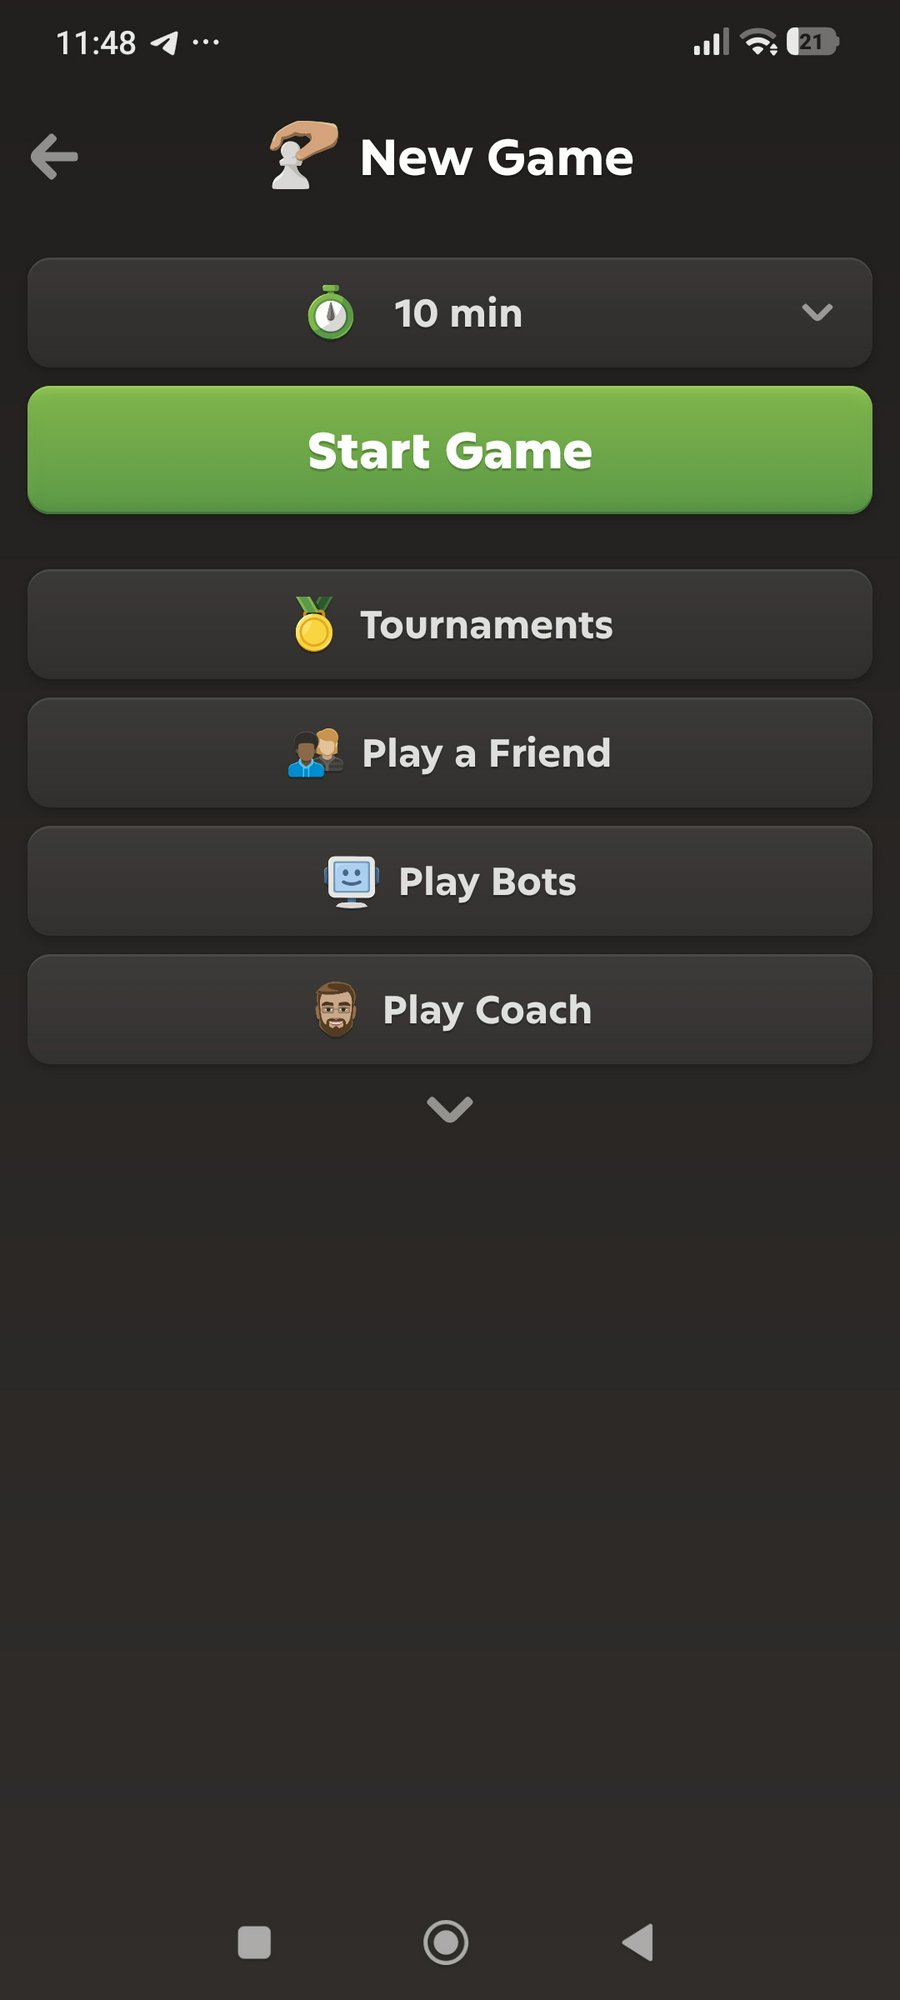 11:48
21
New Game
10 min
Start Game
Tournaments
Play a Friend
Play Bots
Play Coach